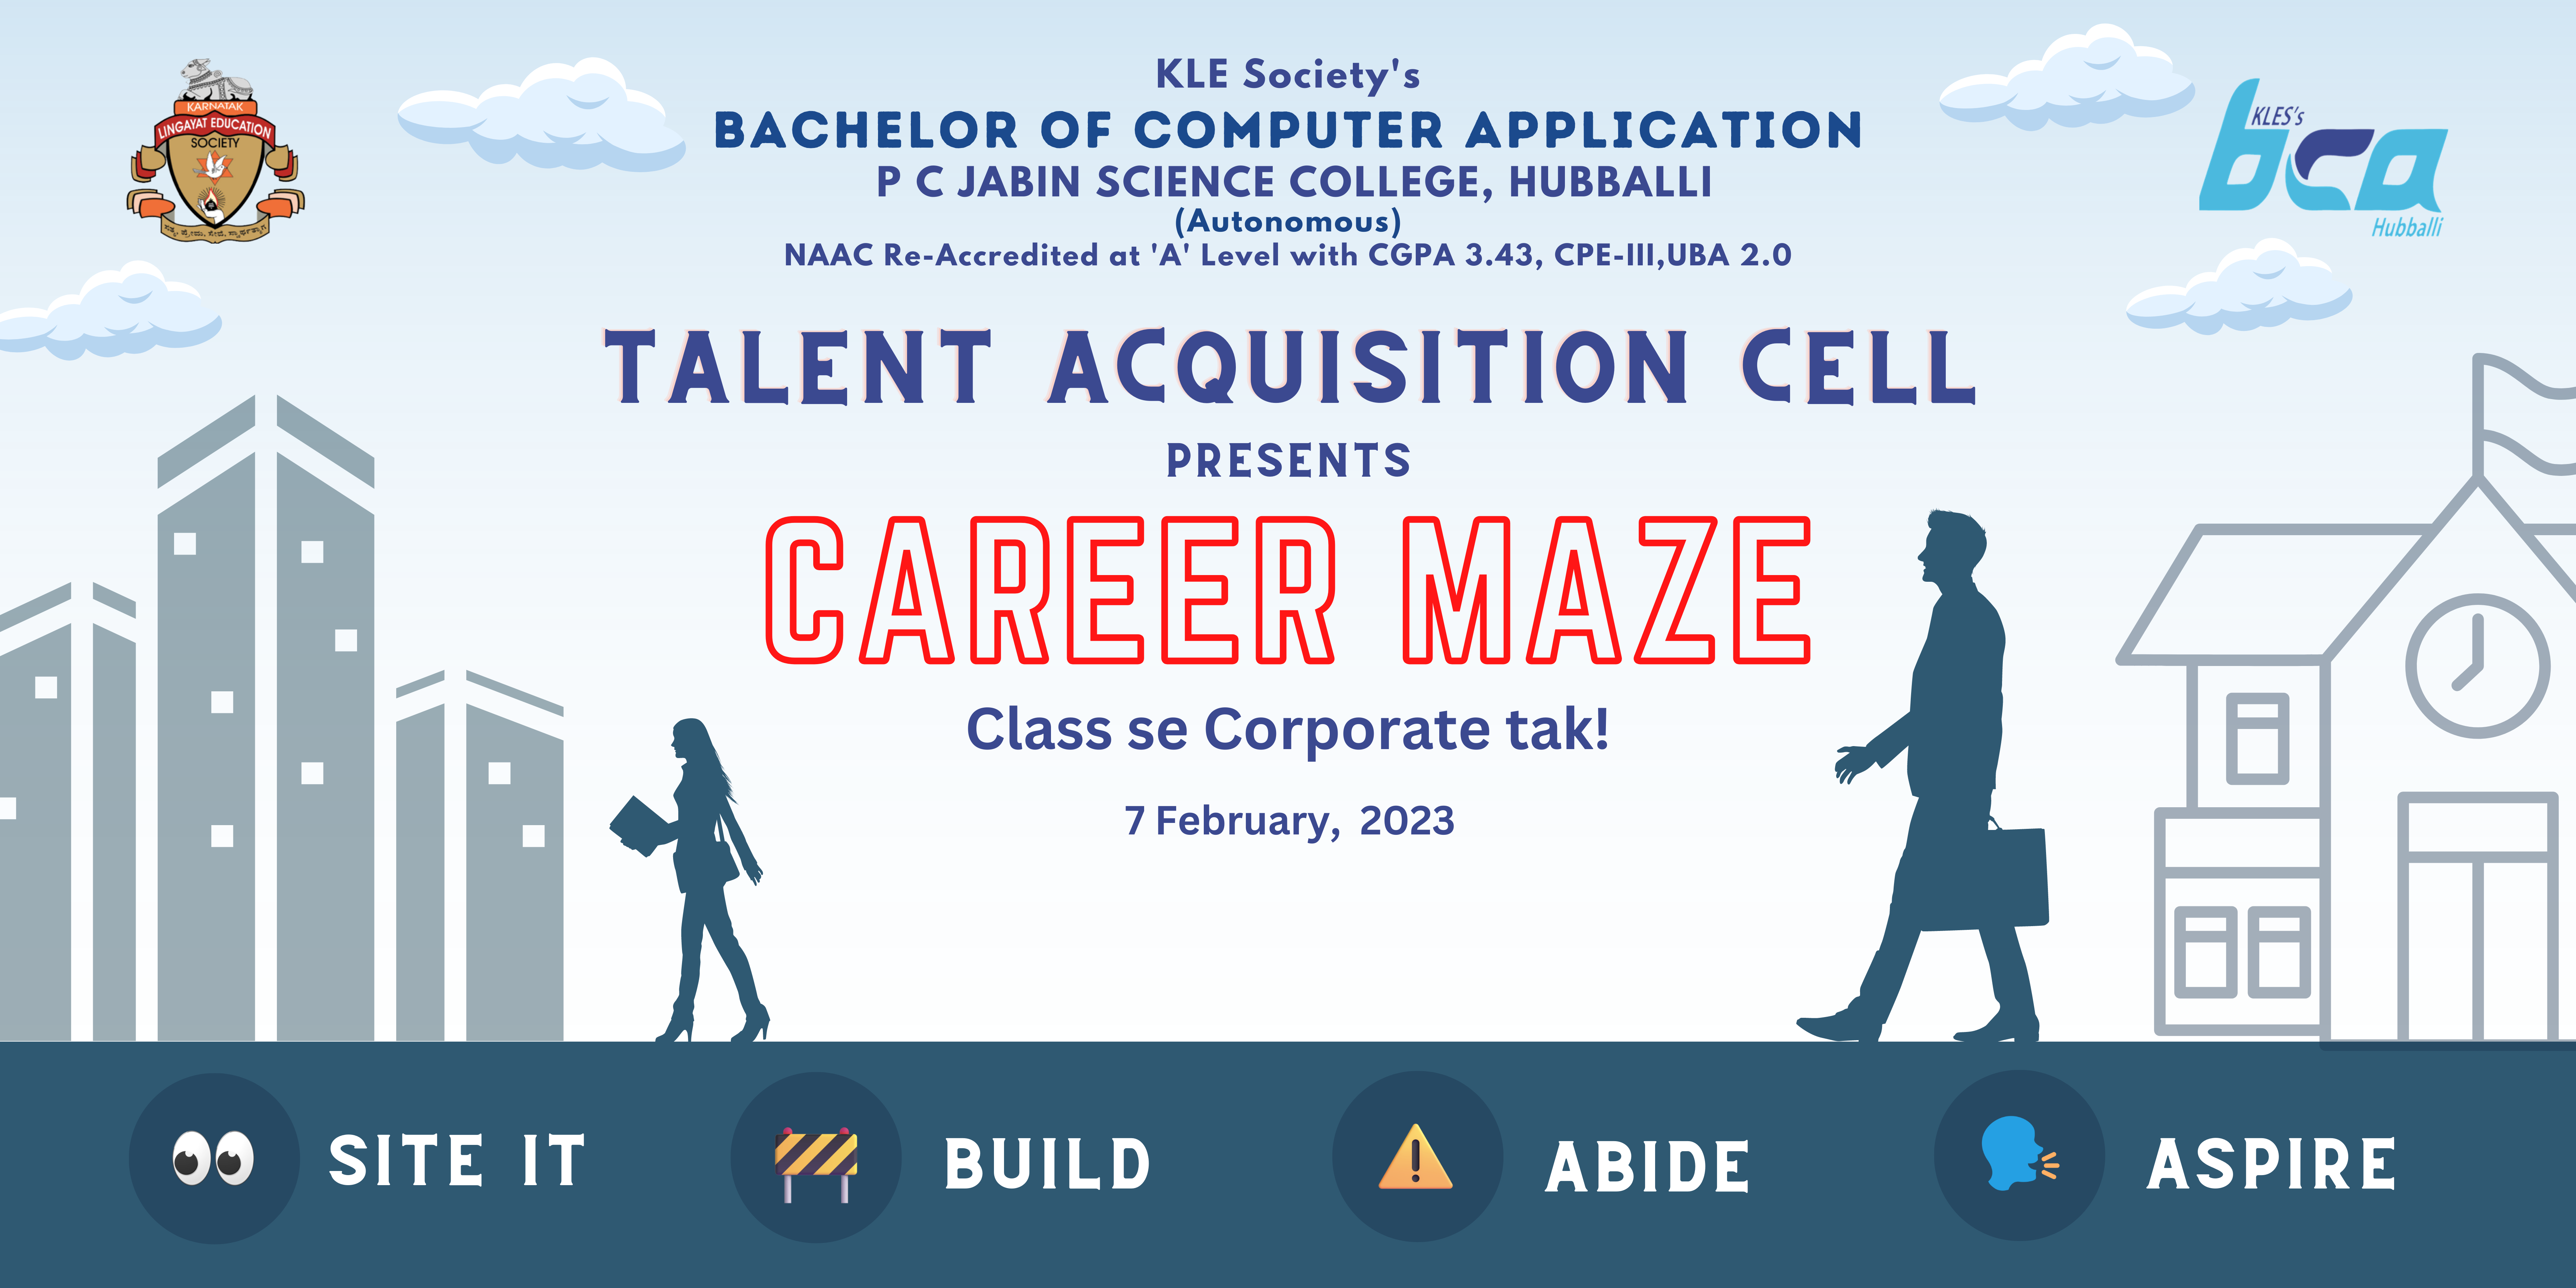 KARNATAK
LINGAYAT EDUCATION
SOCIETY
KLE Society's
BACHELOR OF COMPUTER APPLICATION
P C JABIN SCIENCE COLLEGE, HUBBALLI
(Autonomous)
NAAC Re-Accredited at 'A' Level with CGPA 3.43, CPE-III,UBA 2.0
KLES's
bca
Hubballi
TALENT ACQUISITION CELL
PRESENTS
CAREER MAZE
Class se Corporate tak!
7 February, 2023
SITE IT
BUILD
ABIDE
ASPIRE